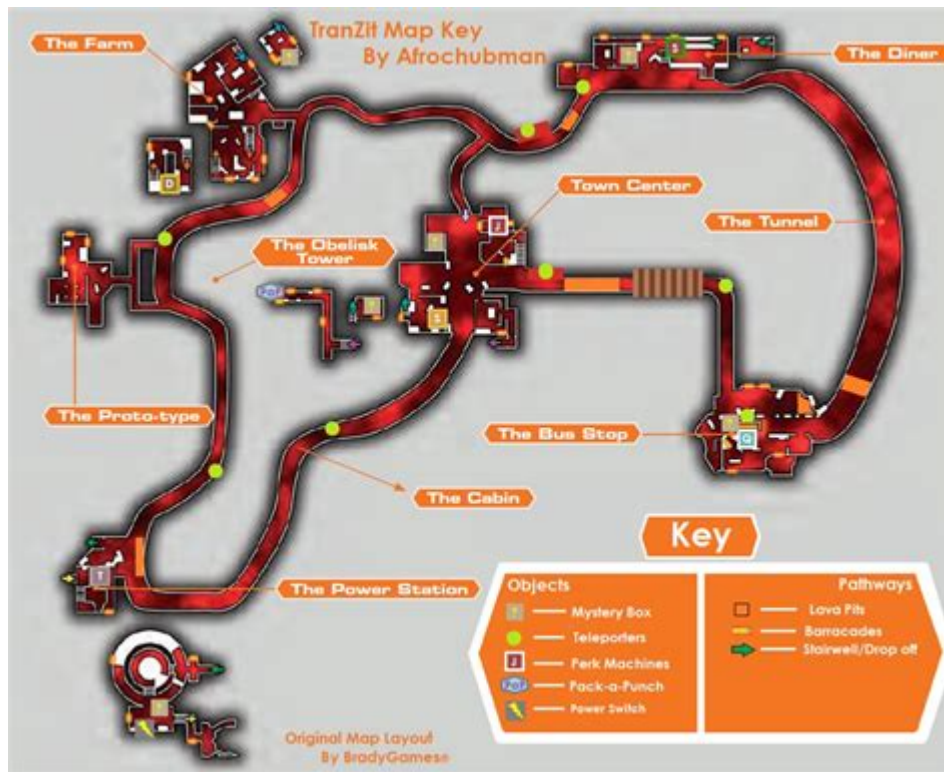 TranZit Map Key
By Afrochubman
The Farm
The Diner
Town Center
The Tunnel
The Obelisk
Tower
PaP
The Proto-type
The Bus Stop
The Cabin
The Power Station
Key
Objects
Mystery Box
Teleporters
Perk Machines
Pack-a-Punch
Power Switch
Pathways
Lava Pits
Barracades
Stairwell/Drop off
J
D
Q
T
J
PaP
Original Map Layout
By BradyGames®